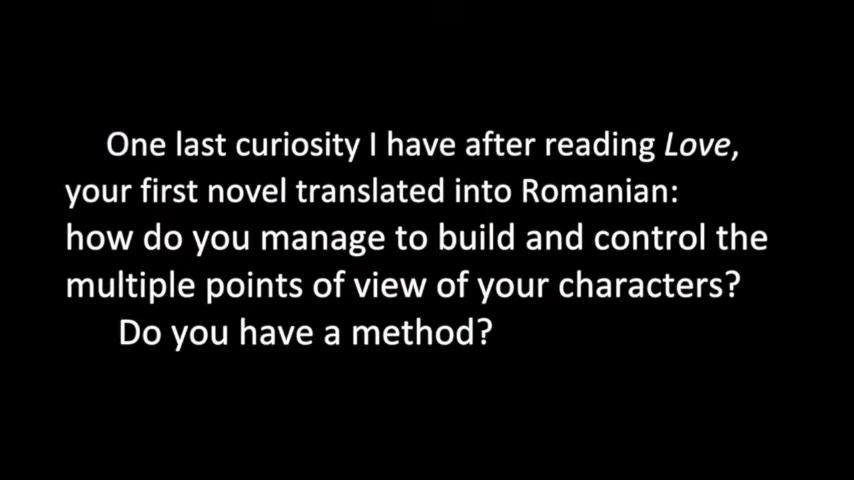 One last curiosity I have after reading Love,
your first novel translated into Romanian:
how do you manage to build and control the
multiple points of view of your characters?
Do you have a method?